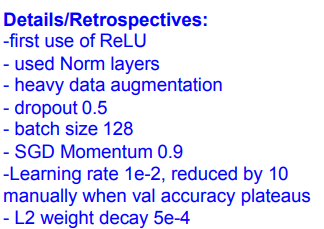 Details/Retrospectives:
-first use of ReLU
- used Norm layers
- heavy data augmentation
- dropout 0.5
- batch size 128
- SGD Momentum 0.9
-Learning rate 1e-2, reduced by 10
manually when val accuracy plateaus
- L2 weight decay 5e-4